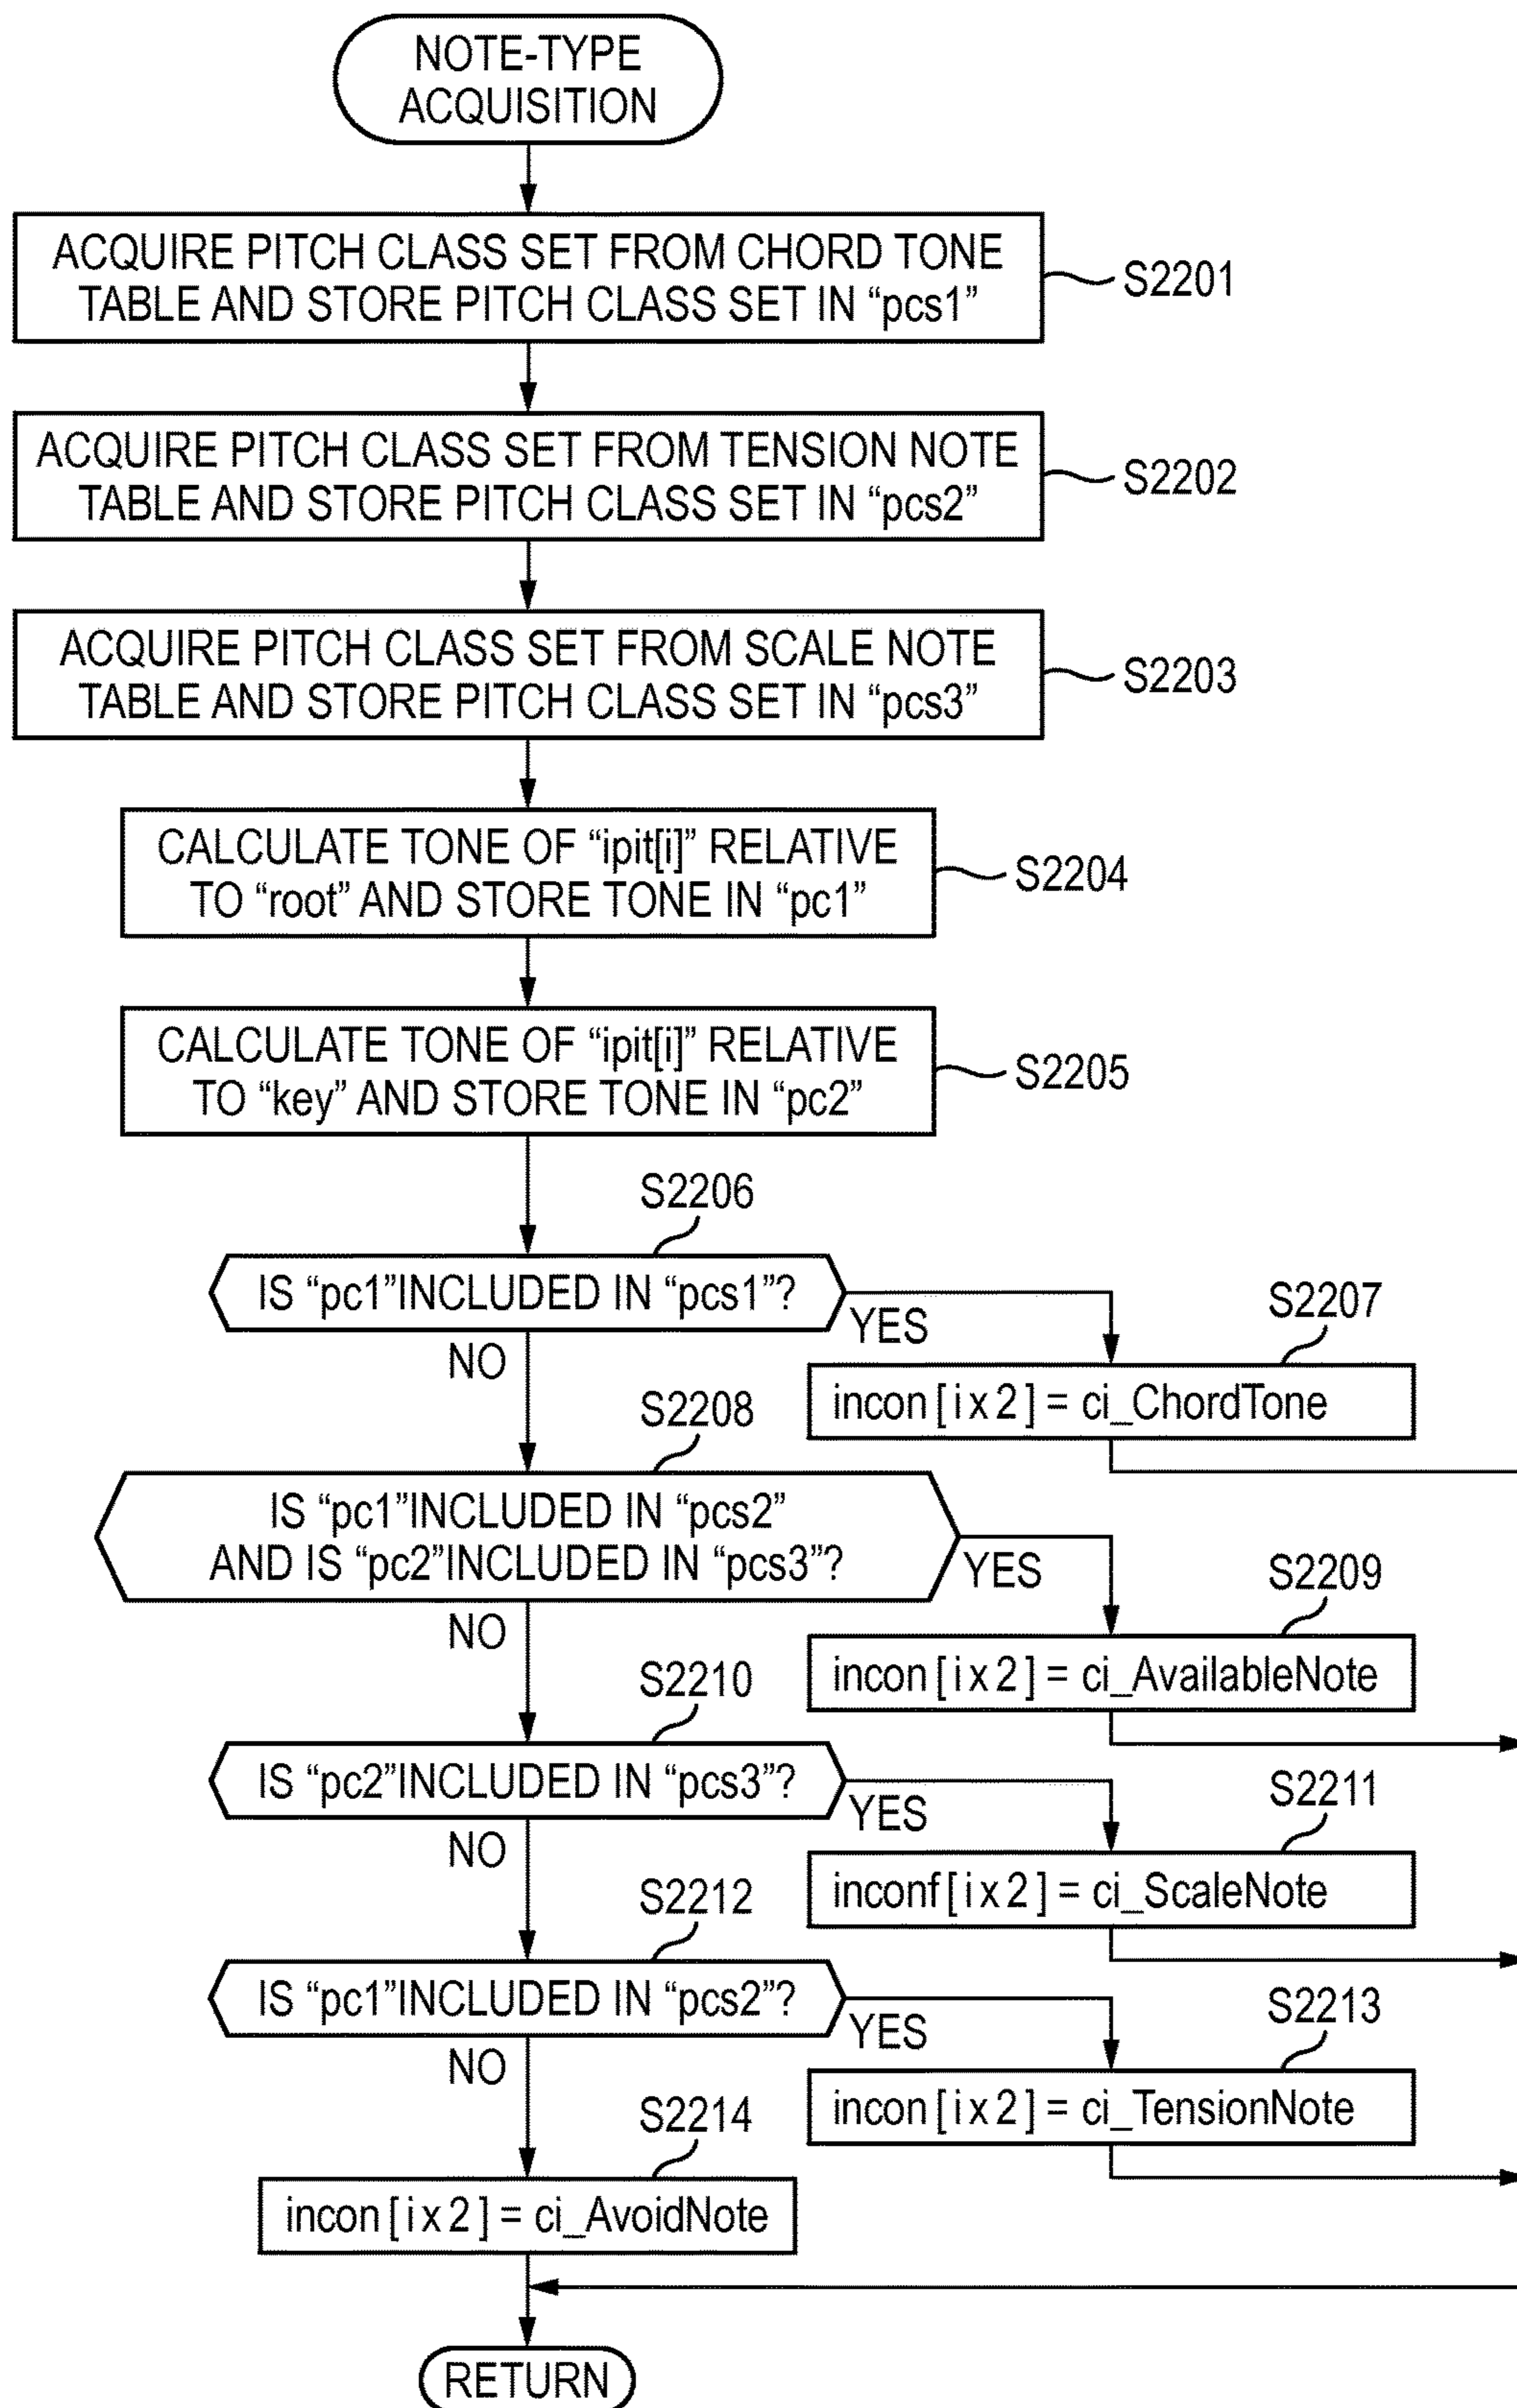 NOTE-TYPE
ACQUISITION
ACQUIRE PITCH CLASS SET FROM CHORD TONE
TABLE AND STORE PITCH CLASS SET IN “pcs1”
S2201
ACQUIRE PITCH CLASS SET FROM TENSION NOTE
TABLE AND STORE PITCH CLASS SET IN “pcs2”
S2202
ACQUIRE PITCH CLASS SET FROM SCALE NOTE
TABLE AND STORE PITCH CLASS SET IN “pcs3”
S2203
CALCULATE TONE OF “ipit[i]” RELATIVE
TO “root” AND STORE TONE IN “pc1”
S2204
CALCULATE TONE OF “ipit[i]” RELATIVE
TO “key” AND STORE TONE IN “pc2”
S2205
S2206
IS “pc1”INCLUDED IN “pcs1”?
YES
NO
S2207
incon [ i x 2 ] = ci_ChordTone
S2208
IS “pc1”INCLUDED IN “pcs2”
AND IS “pc2”INCLUDED IN “pcs3”?
YES
NO
S2209
incon [ i x 2 ] = ci_AvailableNote
S2210
IS “pc2”INCLUDED IN “pcs3”?
YES
NO
S2211
inconf [ i x 2 ] = ci_ScaleNote
S2212
IS “pc1”INCLUDED IN “pcs2”?
YES
NO
S2213
incon [ i x 2 ] = ci_TensionNote
S2214
incon [ i x 2 ] = ci_AvoidNote
RETURN